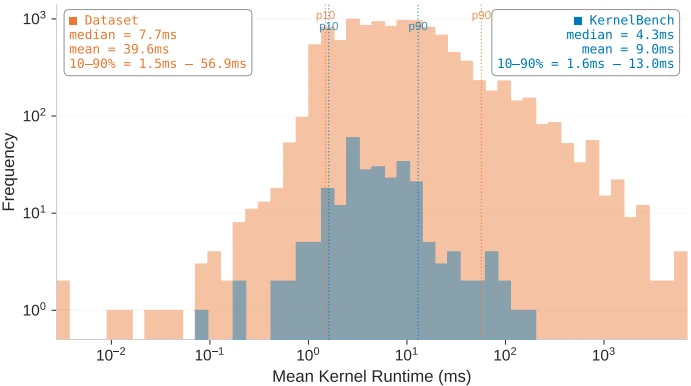 p10
p10
p90
p90
■ Dataset
median = 7.7ms
mean = 39.6ms
10–90% = 1.5ms – 56.9ms
■ KernelBench
median = 4.3ms
mean = 9.0ms
10–90% = 1.6ms – 13.0ms
Frequency
10³
10²
10¹
10⁰
10⁻²
10⁻¹
10⁰
10¹
10²
10³
Mean Kernel Runtime (ms)